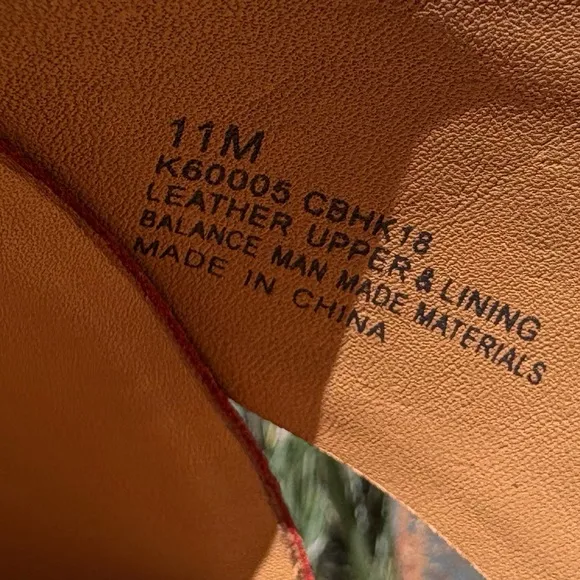 11M
K60005 CBHK18
LEATHER UPPER & LINING
BALANCE MAN MADE MATERIALS
MADE IN CHINA